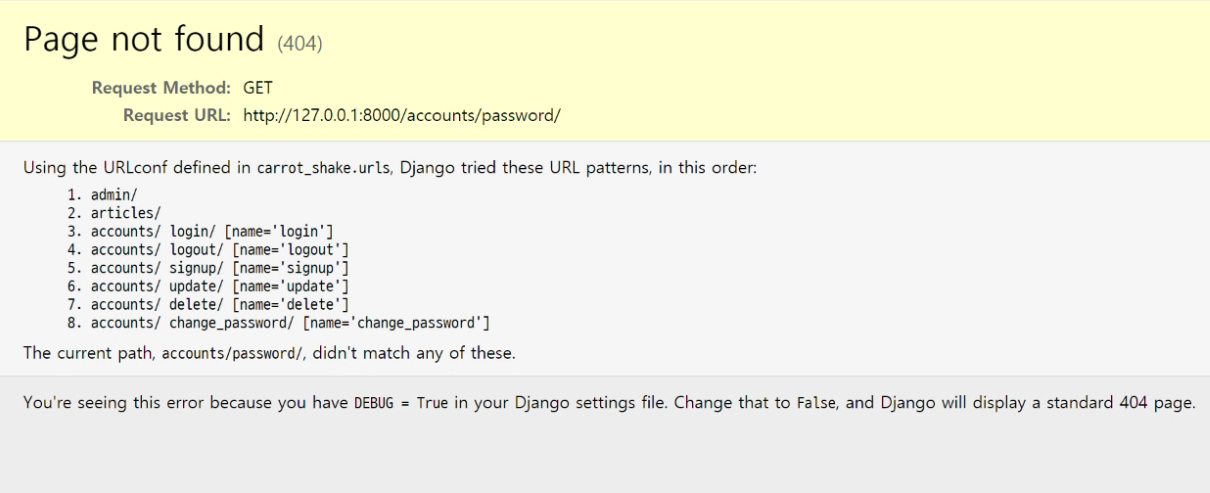 Page not found (404)
Request Method: GET
Request URL: http://127.0.0.1:8000/accounts/password/
Using the URLconf defined in carrot_shake.urls, Django tried these URL patterns, in this order:
1. admin/
2. articles/
3. accounts/ login/ [name='login']
4. accounts/ logout/ [name='logout']
5. accounts/ signup/ [name='signup']
6. accounts/ update/ [name='update']
7. accounts/ delete/ [name='delete']
8. accounts/ change_password/ [name='change_password']
The current path, accounts/password/, didn't match any of these.
You're seeing this error because you have DEBUG = True in your Django settings file. Change that to False, and Django will display a standard 404 page.